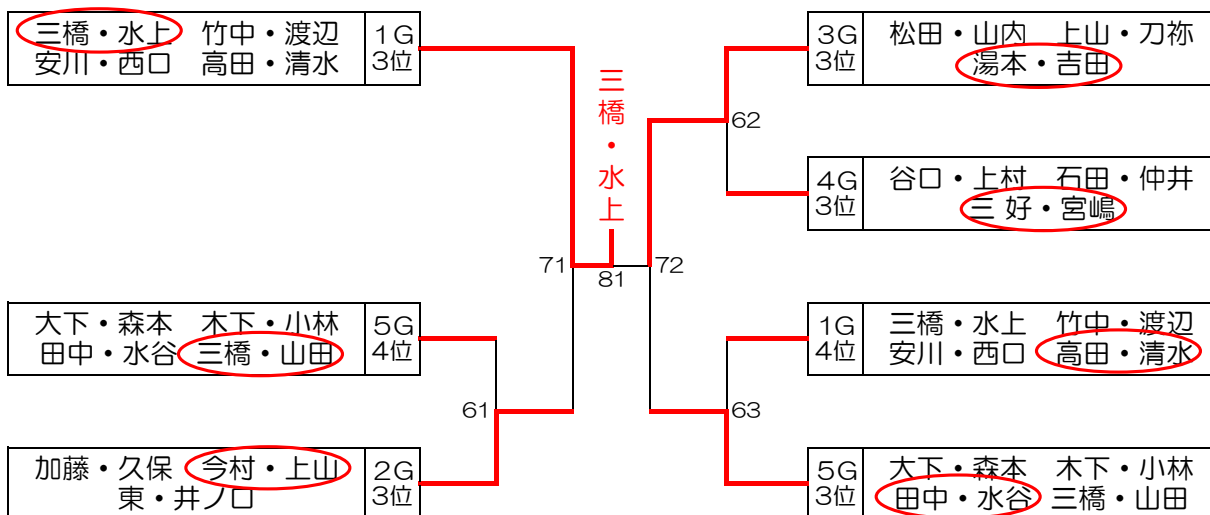 三橋・水上 竹中・渡辺
安川・西口 高田・清水
1G
3位
71
大下・森本 木下・小林
田中・水谷 三橋・山田
5G
4位
61
加藤・久保 今村・上山
東・井ノ口
2G
3位
三橋・水上
81
3G
3位
松田・山内 上山・刀祢
湯本・吉田
62
4G
3位
谷口・上村 石田・仲井
三 好・宮嶋
72
1G
4位
三橋・水上 竹中・渡辺
安川・西口 高田・清水
63
5G
3位
大下・森本 木下・小林
田中・水谷 三橋・山田